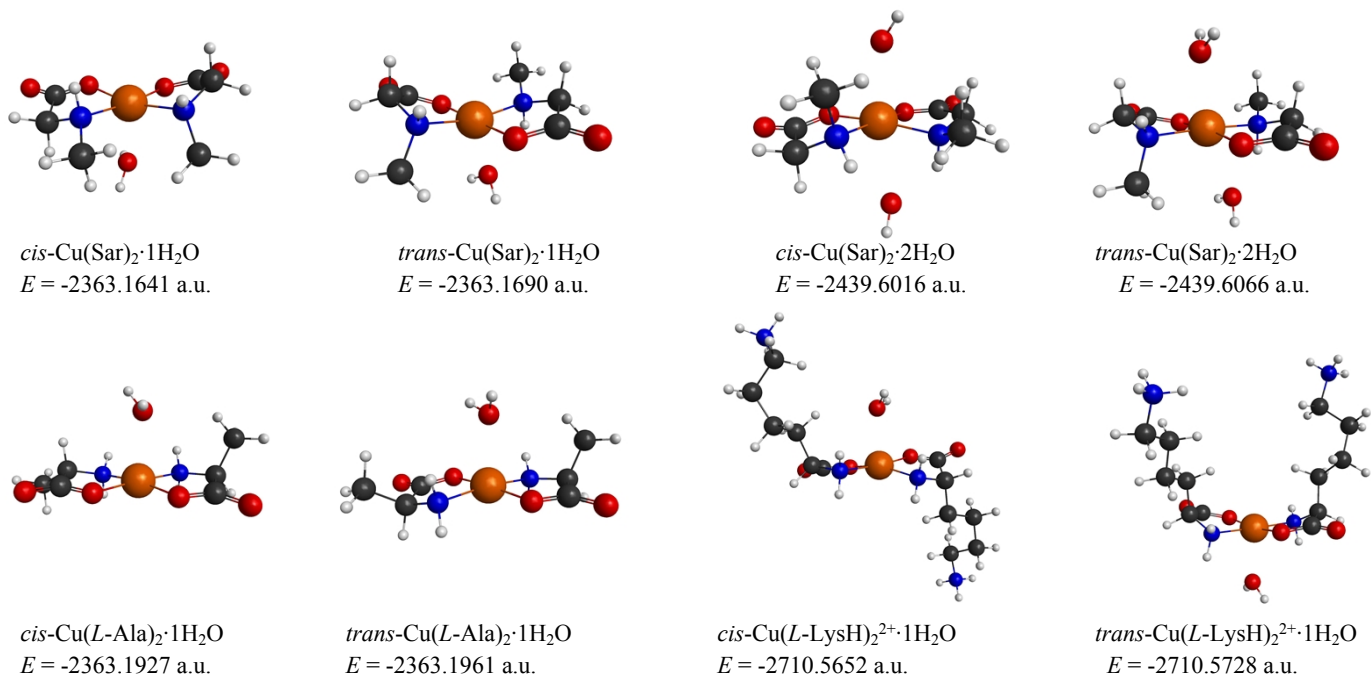 cis-Cu(Sar)₂·1H₂O
E = -2363.1641 a.u.
trans-Cu(Sar)₂·1H₂O
E = -2363.1690 a.u.
cis-Cu(Sar)₂·2H₂O
E = -2439.6016 a.u.
trans-Cu(Sar)₂·2H₂O
E = -2439.6066 a.u.
cis-Cu(L-Ala)₂·1H₂O
E = -2363.1927 a.u.
trans-Cu(L-Ala)₂·1H₂O
E = -2363.1961 a.u.
cis-Cu(L-LysH)₂²⁺·1H₂O
E = -2710.5652 a.u.
trans-Cu(L-LysH)₂²⁺·1H₂O
E = -2710.5728 a.u.